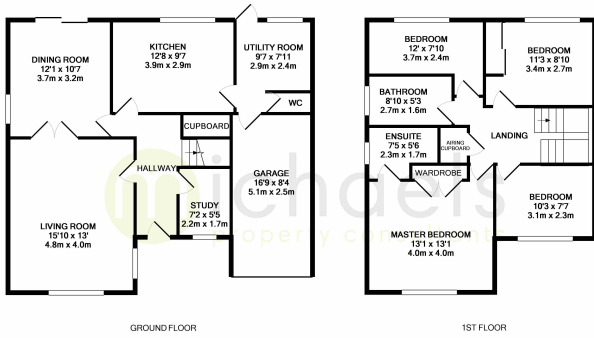 DINING ROOM
12'1 x 10'7
3.7m x 3.2m
KITCHEN
12'8 x 9'7
3.9m x 2.9m
UTILITY ROOM
9'7 x 7'11
2.9m x 2.4m
WC
CUPBOARD
HALLWAY
GARAGE
16'9 x 8'4
5.1m x 2.5m
STUDY
7'2 x 5'5
2.2m x 1.7m
LIVING ROOM
15'10 x 13'
4.8m x 4.0m
GROUND FLOOR
BEDROOM
12' x 7'10
3.7m x 2.4m
BEDROOM
11'3 x 8'10
3.4m x 2.7m
BATHROOM
8'10 x 5'3
2.7m x 1.6m
LANDING
ENSUITE
7'5 x 5'6
2.3m x 1.7m
AIRING
CUPBOARD
WARDROBE
BEDROOM
10'3 x 7'7
3.1m x 2.3m
MASTER BEDROOM
13'1 x 13'1
4.0m x 4.0m
1ST FLOOR
michaels
property consultants